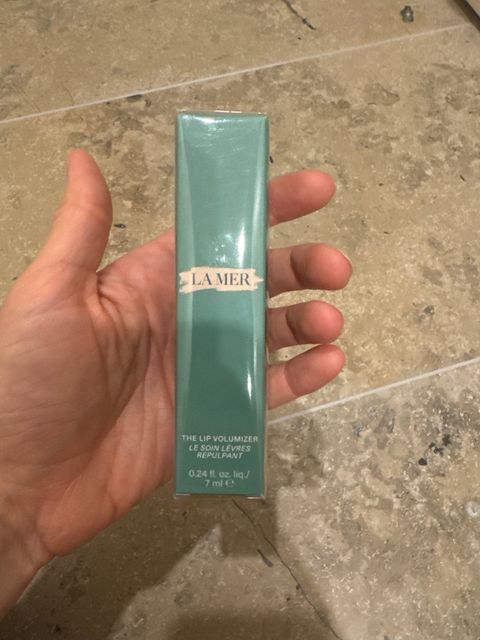 LA MER
THE LIP VOLUMIZER
LE SOIN LÈVRES
REPULPANT
0.24 fl. oz. liq./
7 ml ℮